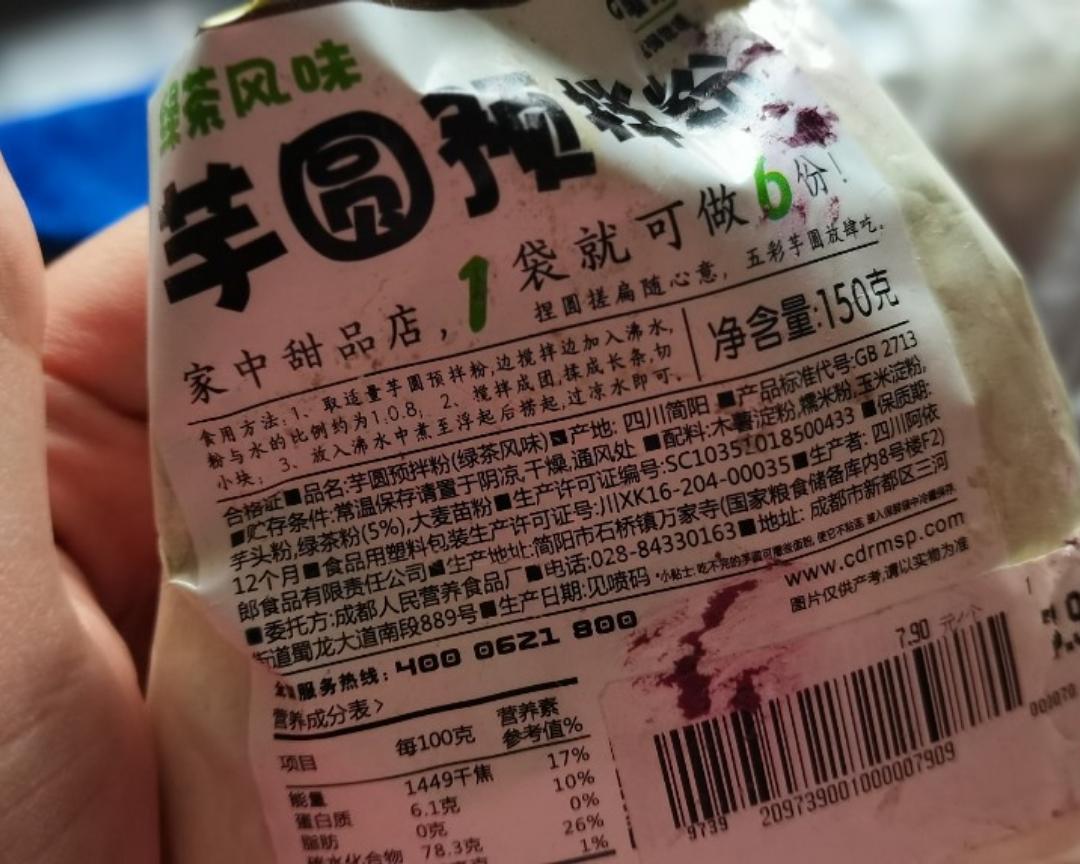 绿茶风味
芋圆预拌粉
家中甜品店,1袋就可做6份!
捏圆搓扁随心意,五彩芋圆放肆吃。
食用方法:1、取适量芋圆预拌粉,边搅拌边加入沸水,
粉与水的比例约为1:0.8; 2、搅拌成团,揉成长条,切
小块; 3、放入沸水中煮至浮起后捞起,过凉水即可。
净含量:150克
合格证■品名:芋圆预拌粉(绿茶风味)■产地: 四川简阳 ■产品标准代号:GB 2713
■贮存条件:常温保存请置于阴凉,干燥,通风处 ■配料:木薯淀粉,糯米粉,玉米淀粉,
芋头粉,绿茶粉(5%),大麦苗粉■生产许可证编号:SC10351018500433 ■保质期:
12个月■食品用塑料包装生产许可证号:川XK16-204-00035■生产者: 四川阿依
郎食品有限责任公司■生产地址:简阳市石桥镇万家寺(国家粮食储备库内8号楼F2)
■委托方:成都人民营养食品厂■电话:028-84330163■地址: 成都市新都区三河
街道蜀龙大道南段889号■生产日期:见喷码
www.cdrmsp.com
图片仅供产考,请以实物为准
服务热线: 400 0621 800
营养成分表>
项目 每100克 营养素参考值%
能量 1449千焦 17%
蛋白质 6.1克 10%
脂肪 0克 0%
碳水化合物 78.3克 26%
1%
7.90 元/个
9739 2097390010000079​09